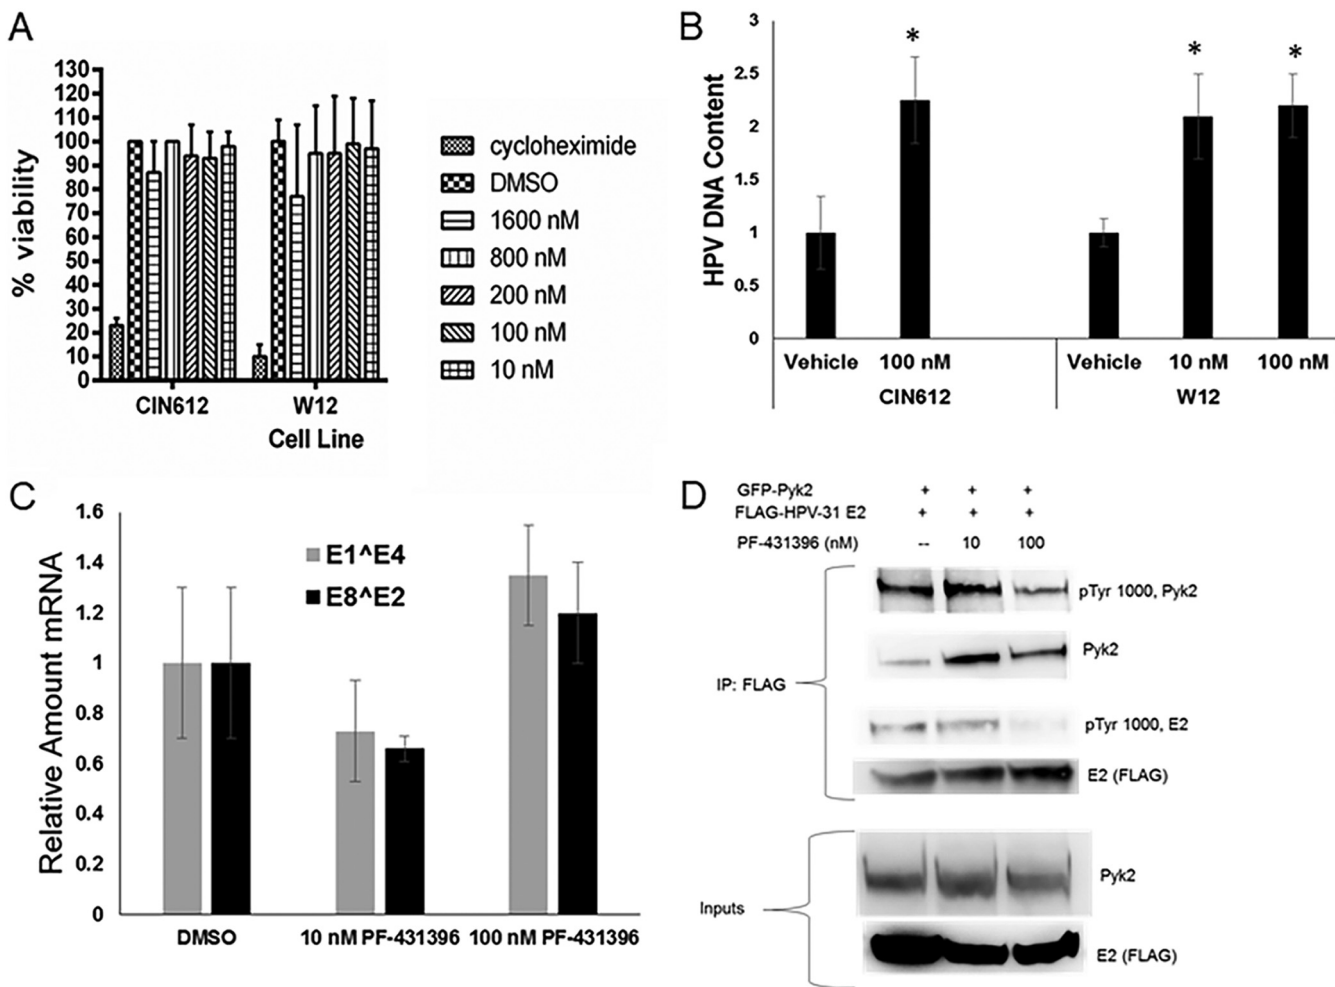 A
130
120
110
100
90
80
70
60
50
40
30
20
10
0
% viability
CIN612
W12
Cell Line
cycloheximide
DMSO
1600 nM
800 nM
200 nM
100 nM
10 nM
B
3
2.5
2
1.5
1
0.5
0
HPV DNA Content
*
*
*
Vehicle
100 nM
Vehicle
10 nM
100 nM
CIN612
W12
C
1.6
1.4
1.2
1
0.8
0.6
0.4
0.2
0
Relative Amount mRNA
E1^E4
E8^E2
DMSO
10 nM PF-431396
100 nM PF-431396
D
GFP-Pyk2 + + +
FLAG-HPV-31 E2 + + +
PF-431396 (nM) -- 10 100
pTyr 1000, Pyk2
Pyk2
IP: FLAG
pTyr 1000, E2
E2 (FLAG)
Pyk2
Inputs
E2 (FLAG)